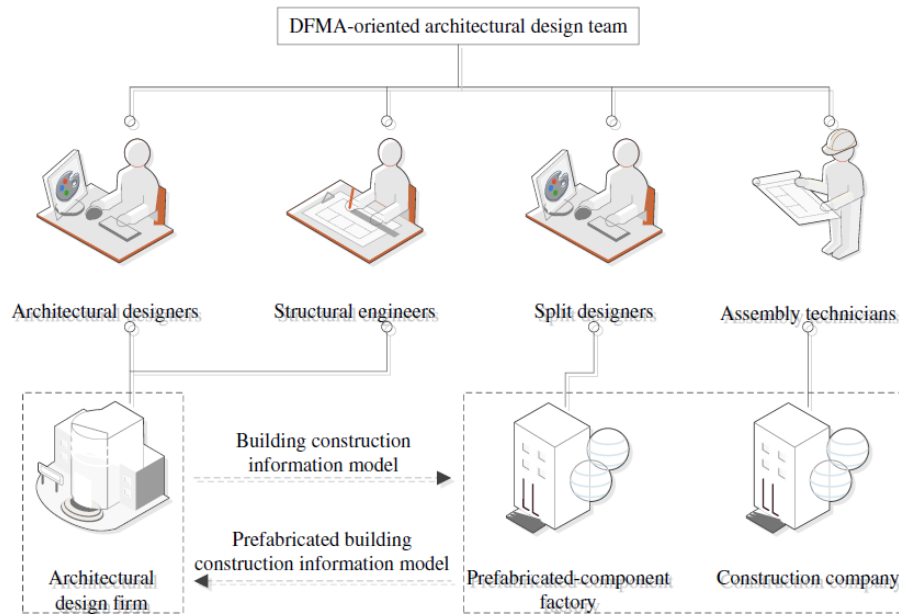 DFMA-oriented architectural design team
Architectural designers
Structural engineers
Split designers
Assembly technicians
Building construction
information model
Prefabricated building
construction information model
Architectural
design firm
Prefabricated-component
factory
Construction company